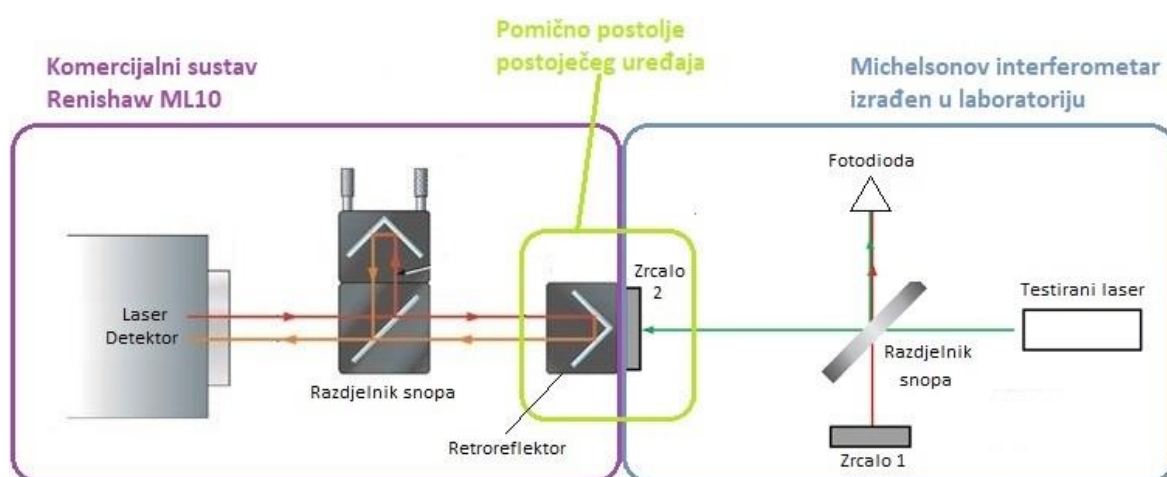 Pomično postolje
postoječeg uređaja
Komercijalni sustav
Renishaw ML10
Michelsonov interferometar
izrađen u laboratoriju
Fotodioda
Zrcalo
2
Testirani laser
Laser
Detektor
Razdjelnik
snopa
Razdjelnik snopa
Retroreflektor
Zrcalo 1